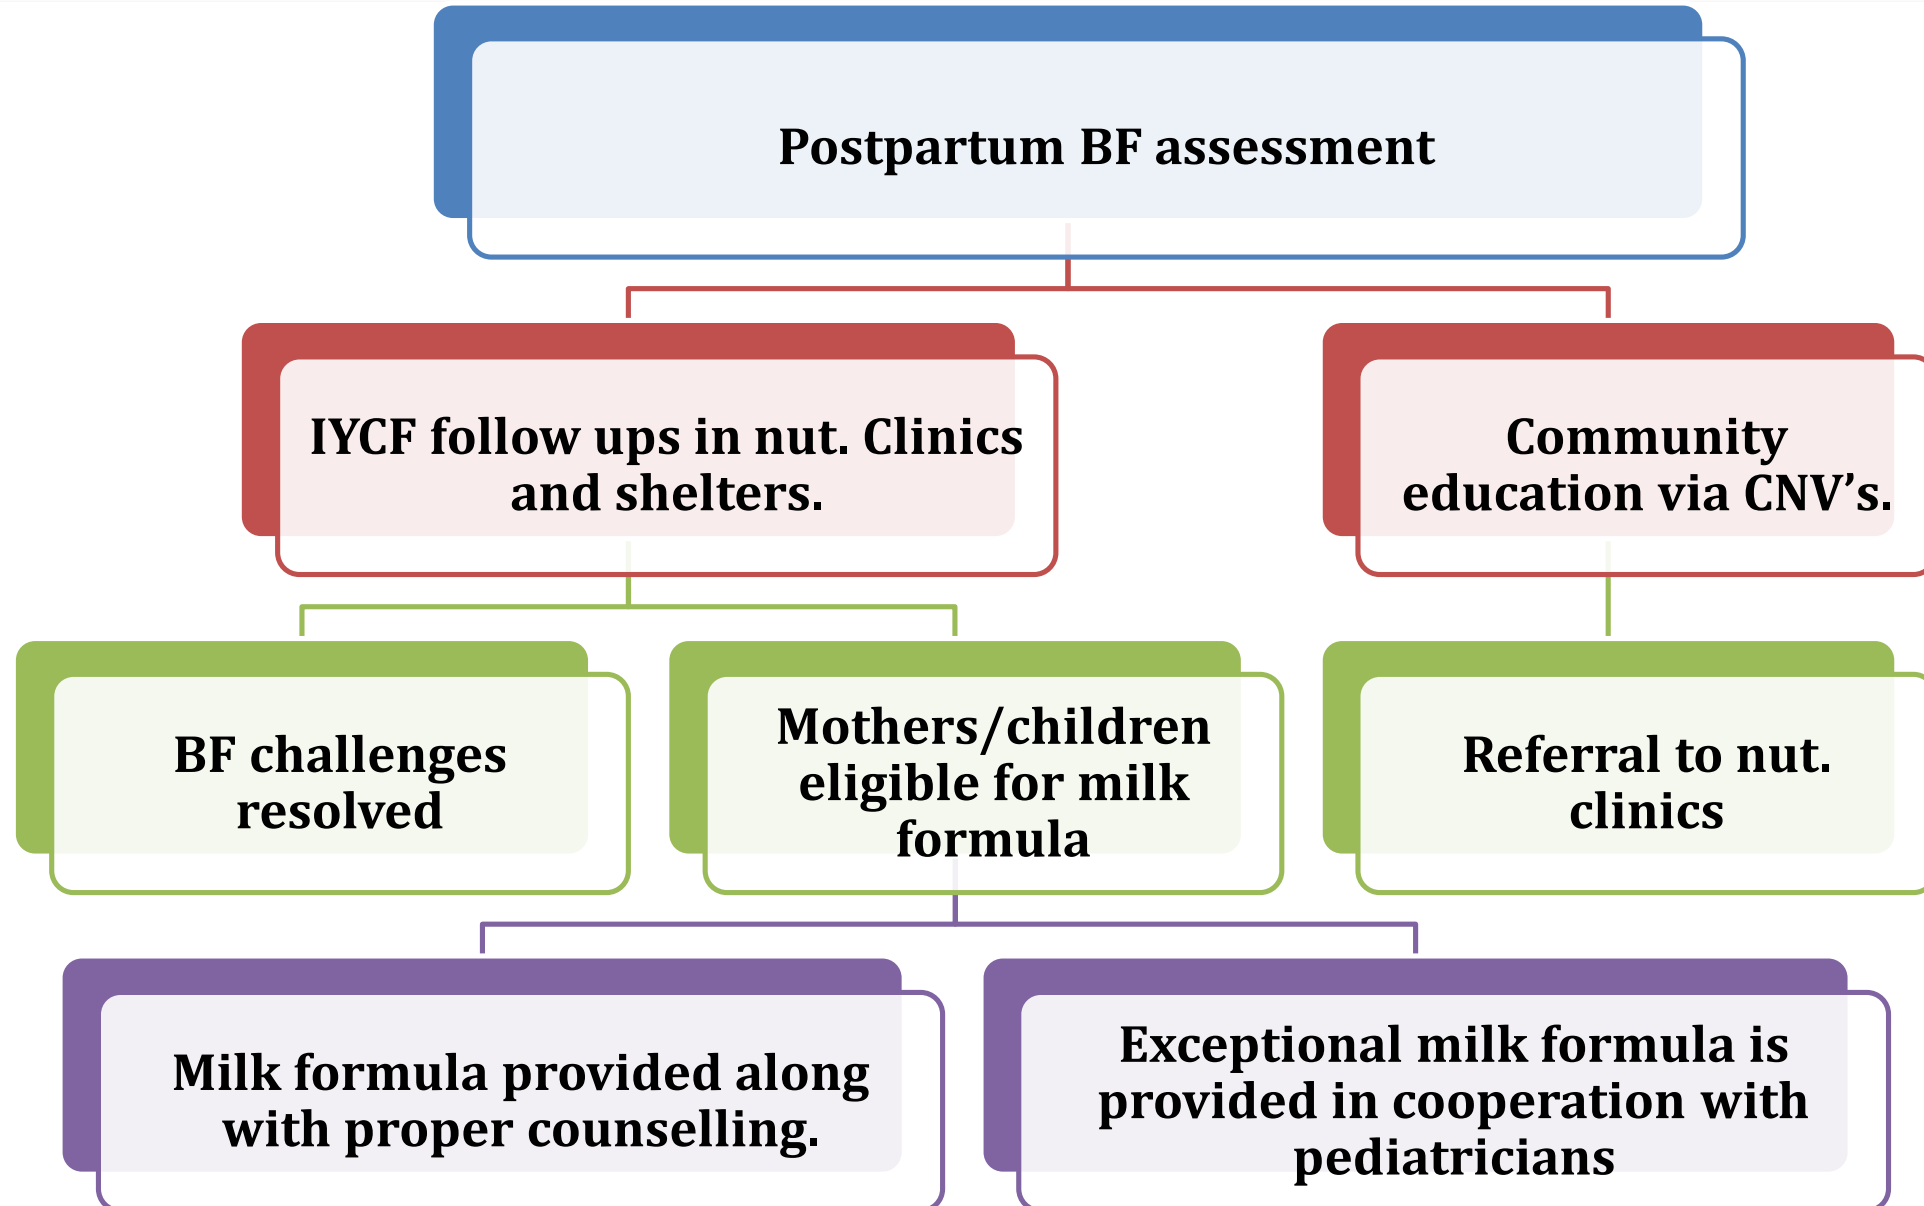 Postpartum BF assessment
IYCF follow ups in nut. Clinics
and shelters.
Community
education via CNV’s.
BF challenges
resolved
Mothers/children
eligible for milk
formula
Referral to nut.
clinics
Milk formula provided along
with proper counselling.
Exceptional milk formula is
provided in cooperation with
pediatricians